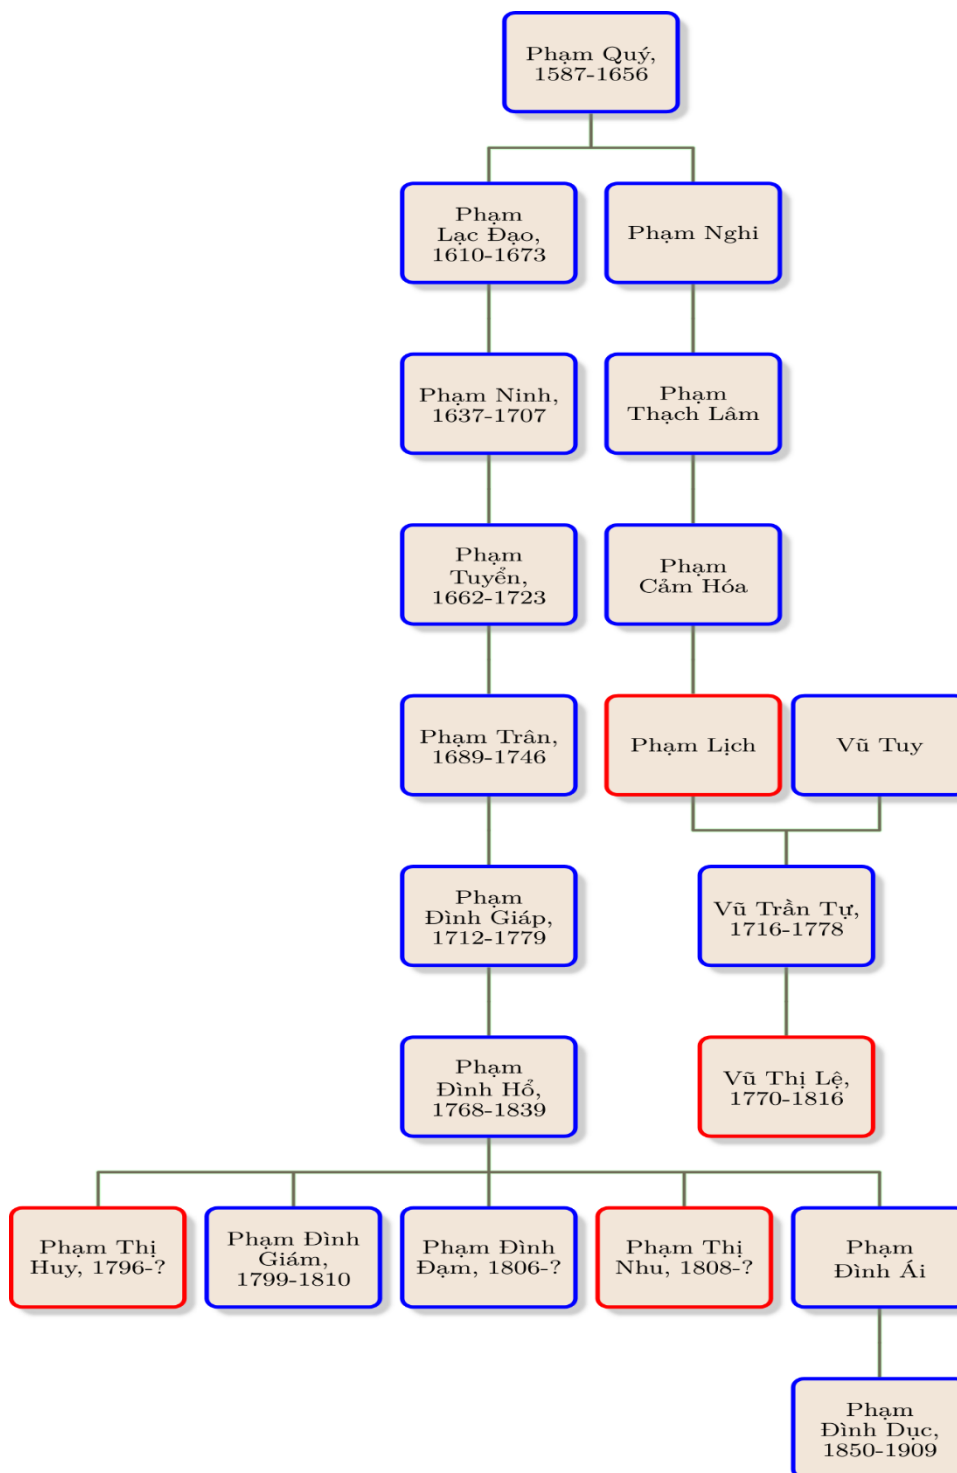 Phạm Quý,
1587-1656
Phạm
Lạc Đạo,
1610-1673
Phạm Nghi
Phạm Ninh,
1637-1707
Phạm
Thạch Lâm
Phạm
Tuyển,
1662-1723
Phạm
Cảm Hóa
Phạm Trân,
1689-1746
Phạm Lịch
Vũ Tuy
Phạm
Đình Giáp,
1712-1779
Vũ Trần Tự,
1716-1778
Phạm
Đình Hổ,
1768-1839
Vũ Thị Lệ,
1770-1816
Phạm Thị
Huy, 1796-?
Phạm Đình
Giám,
1799-1810
Phạm Đình
Đạm, 1806-?
Phạm Thị
Nhu, 1808-?
Phạm
Đình Ái
Phạm
Đình Dục,
1850-1909